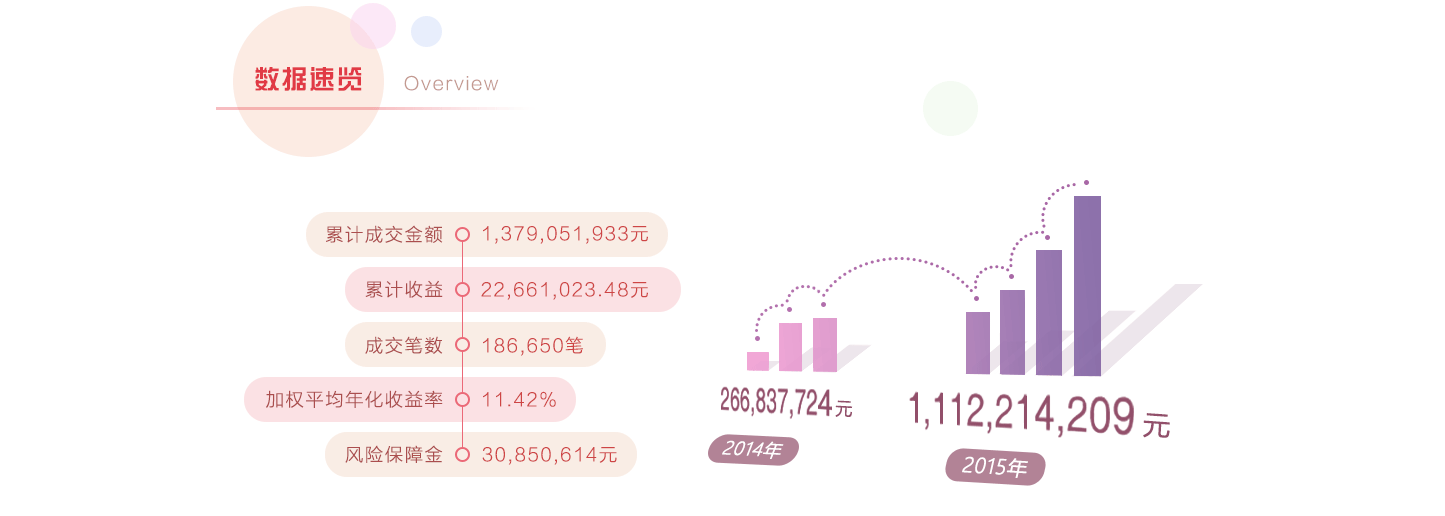 数据速览 Overview
累计成交金额 1,379,051,933元
累计收益 22,661,023.48元
成交笔数 186,650笔
加权平均年化收益率 11.42%
风险保障金 30,850,614元
266,837,724元
2014年
1,112,214,209元
2015年